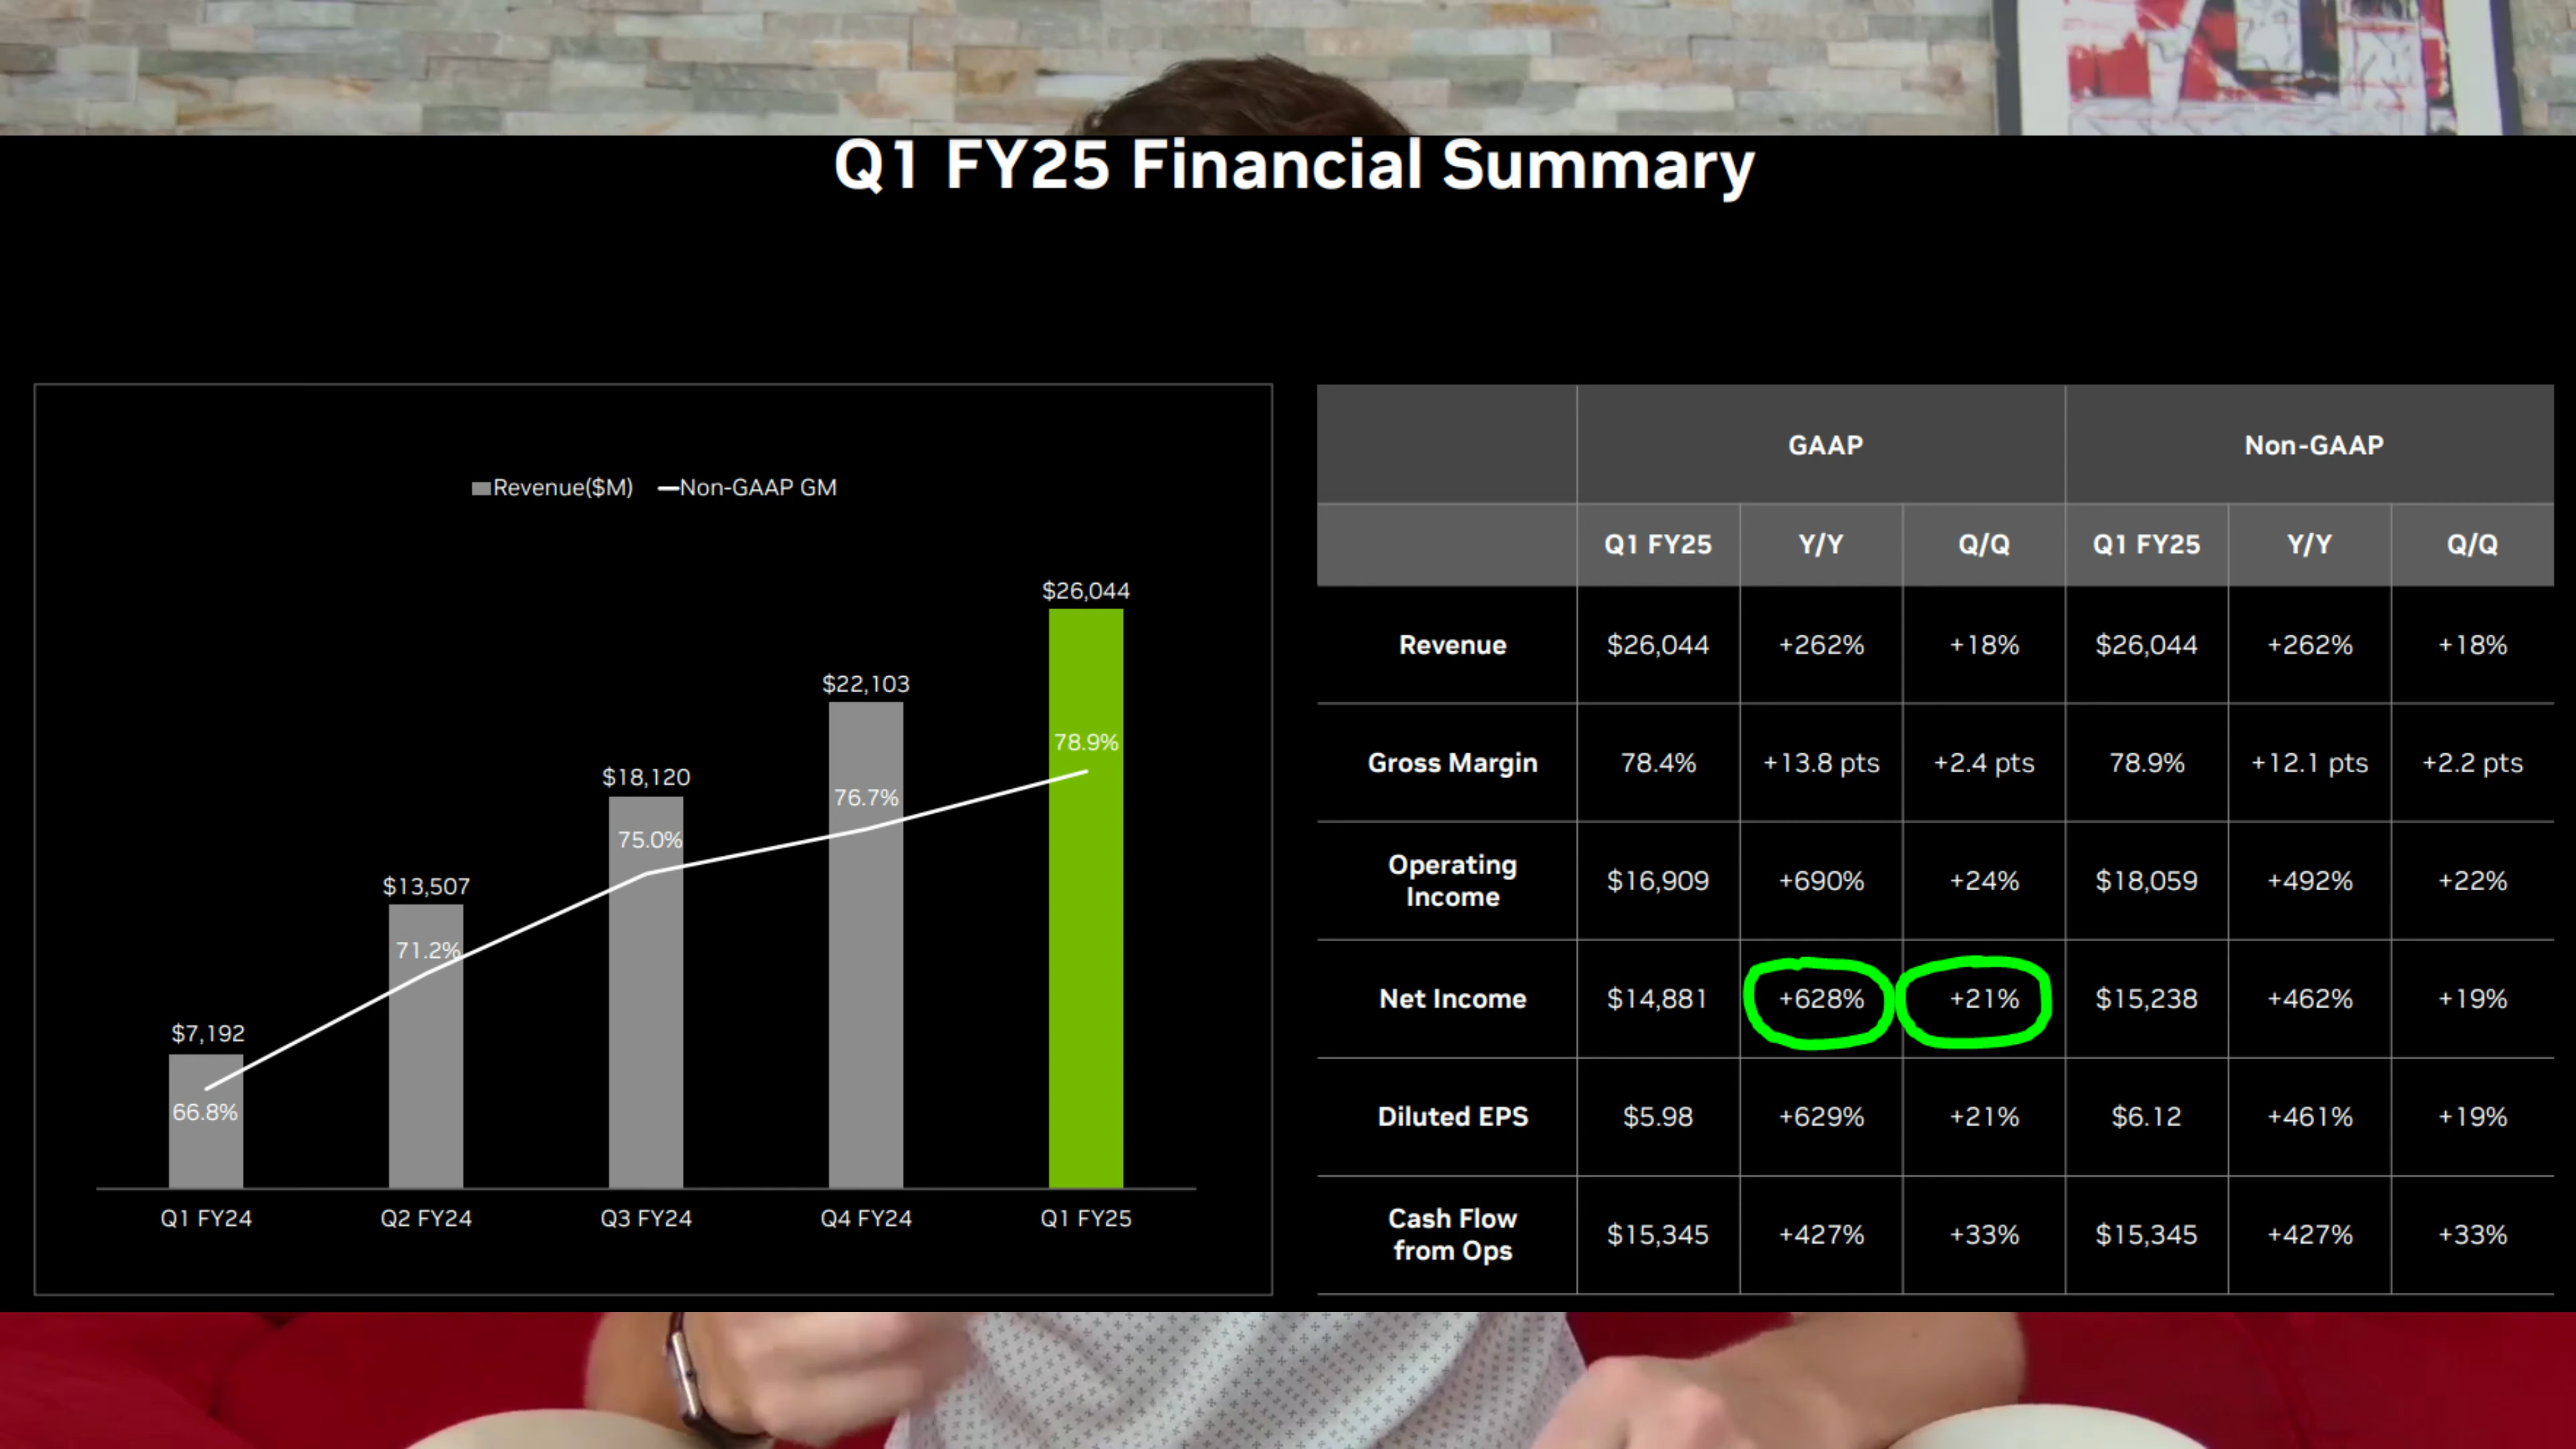 Q1 FY25 Financial Summary
Revenue($M) Non-GAAP GM
$26,044
$22,103
78.9%
$18,120
76.7%
75.0%
$13,507
71.2%
$7,192
66.8%
Q1 FY24 Q2 FY24 Q3 FY24 Q4 FY24 Q1 FY25
GAAP Non-GAAP
Q1 FY25 Y/Y Q/Q Q1 FY25 Y/Y Q/Q
Revenue $26,044 +262% +18% $26,044 +262% +18%
Gross Margin 78.4% +13.8 pts +2.4 pts 78.9% +12.1 pts +2.2 pts
Operating
Income $16,909 +690% +24% $18,059 +492% +22%
Net Income $14,881 +628% +21% $15,238 +462% +19%
Diluted EPS $5.98 +629% +21% $6.12 +461% +19%
Cash Flow
from Ops $15,345 +427% +33% $15,345 +427% +33%